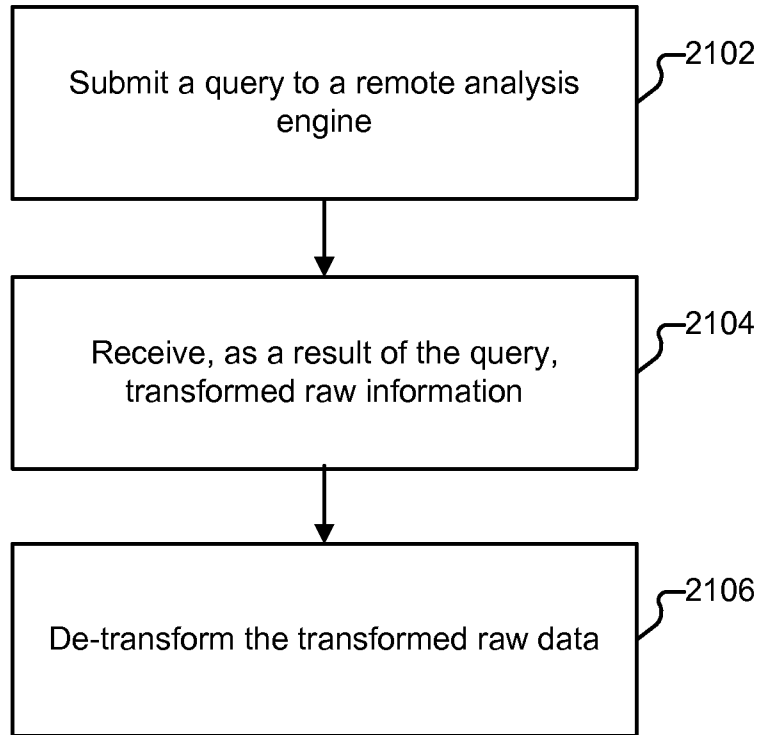 Submit a query to a remote analysis
engine
2102
Receive, as a result of the query,
transformed raw information
2104
De-transform the transformed raw data
2106